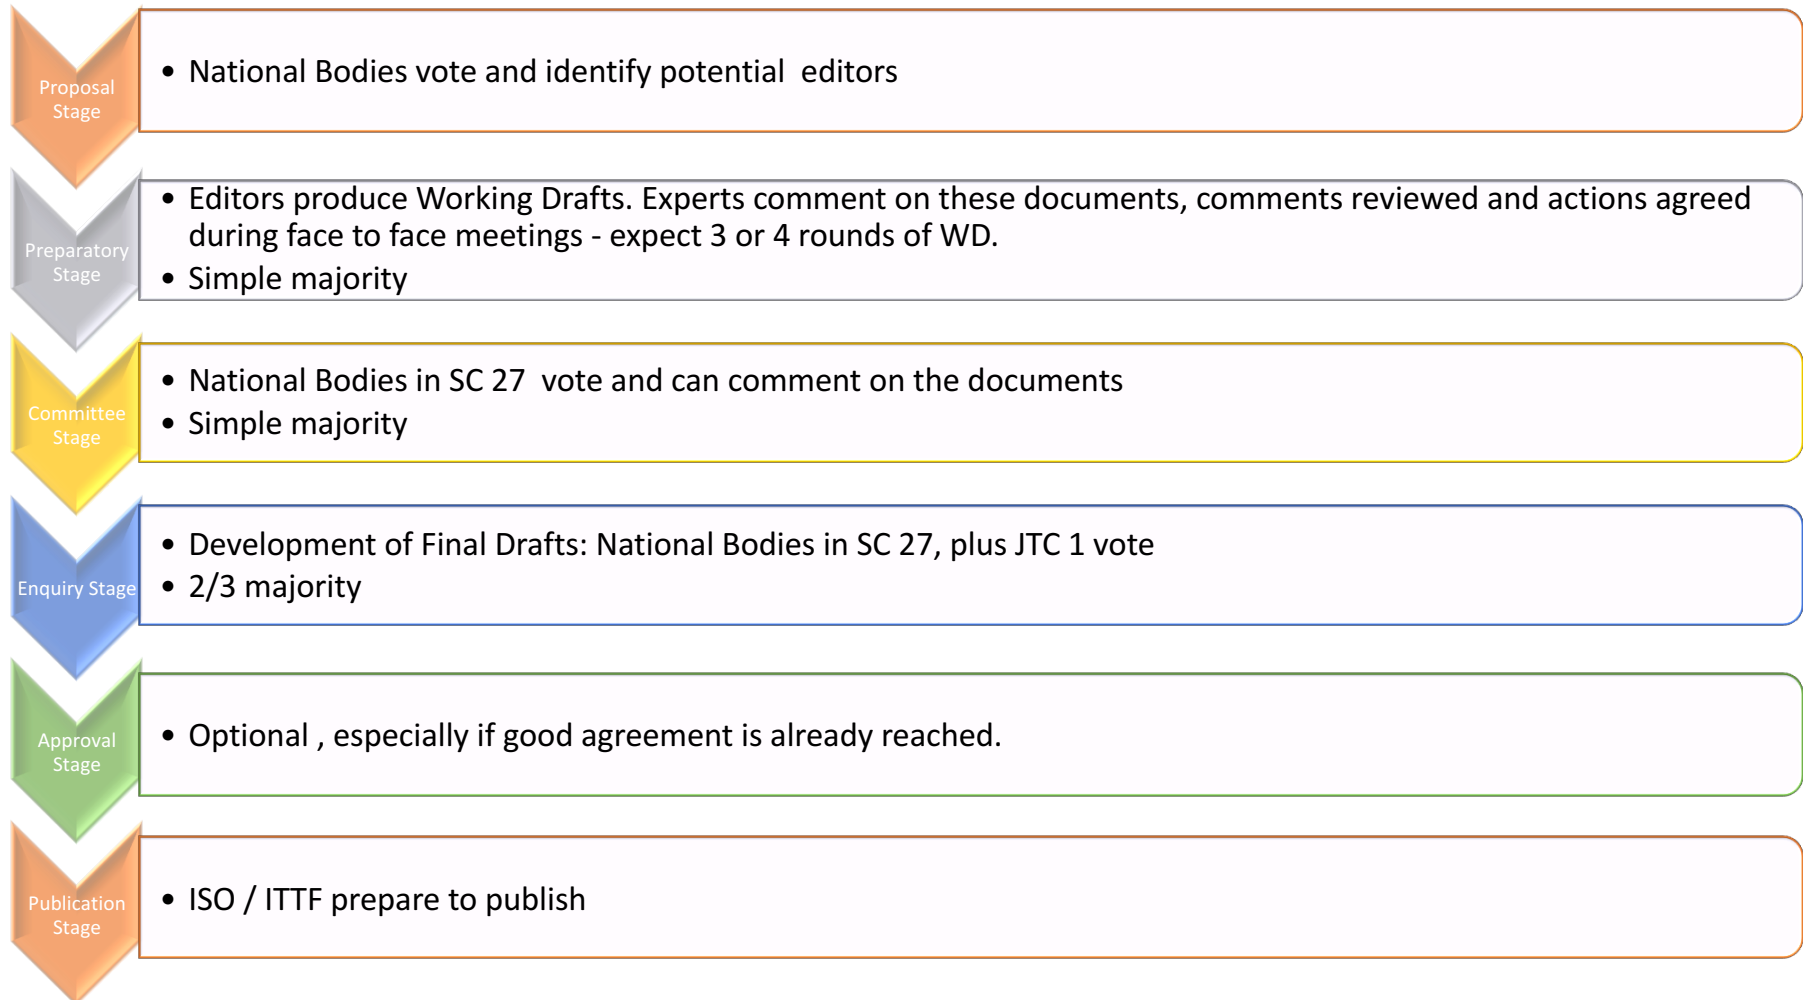 Proposal
Stage
• National Bodies vote and identify potential  editors
Preparatory
Stage
• Editors produce Working Drafts. Experts comment on these documents, comments reviewed and actions agreed
during face to face meetings - expect 3 or 4 rounds of WD.
• Simple majority
Committee
Stage
• National Bodies in SC 27  vote and can comment on the documents
• Simple majority
Enquiry Stage
• Development of Final Drafts: National Bodies in SC 27, plus JTC 1 vote
• 2/3 majority
Approval
Stage
• Optional , especially if good agreement is already reached.
Publication
Stage
• ISO / ITTF prepare to publish